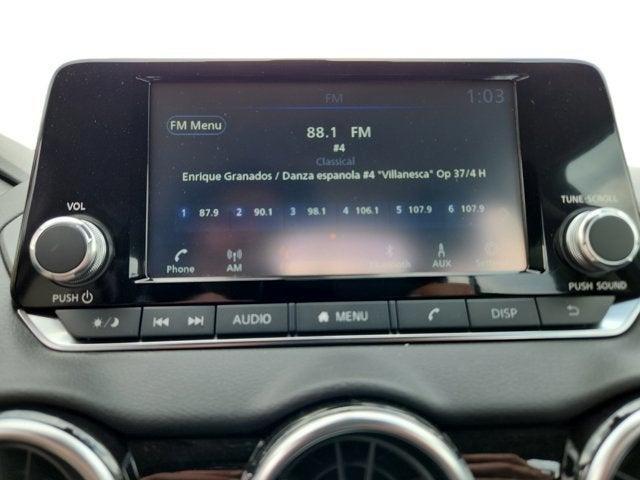 FM 1:03
FM Menu
88.1 FM
#4
Classical
Enrique Granados / Danza espanola #4 "Villanesca" Op 37/4 H
VOL
TUNE·SCROLL
1 87.9 2 90.1 3 98.1 4 106.1 5 107.9 6 107.9
Phone AM Bluetooth AUX Settings
PUSH
PUSH SOUND
AUDIO MENU DISP